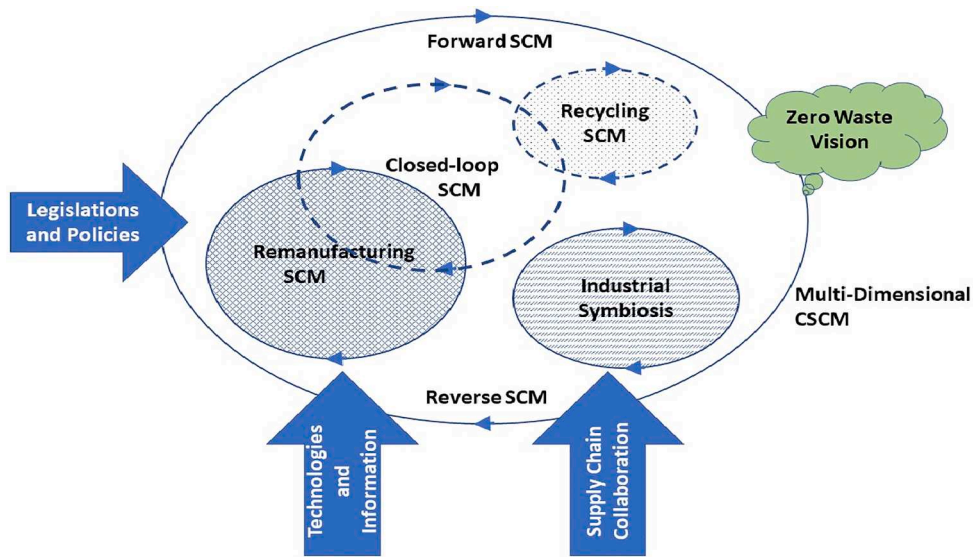 Forward SCM
Recycling
SCM
Zero Waste
Vision
Closed-loop
SCM
Legislations
and Policies
Remanufacturing
SCM
Industrial
Symbiosis
Multi-Dimensional
CSCM
Reverse SCM
Technologies
and
Information
Supply Chain
Collaboration